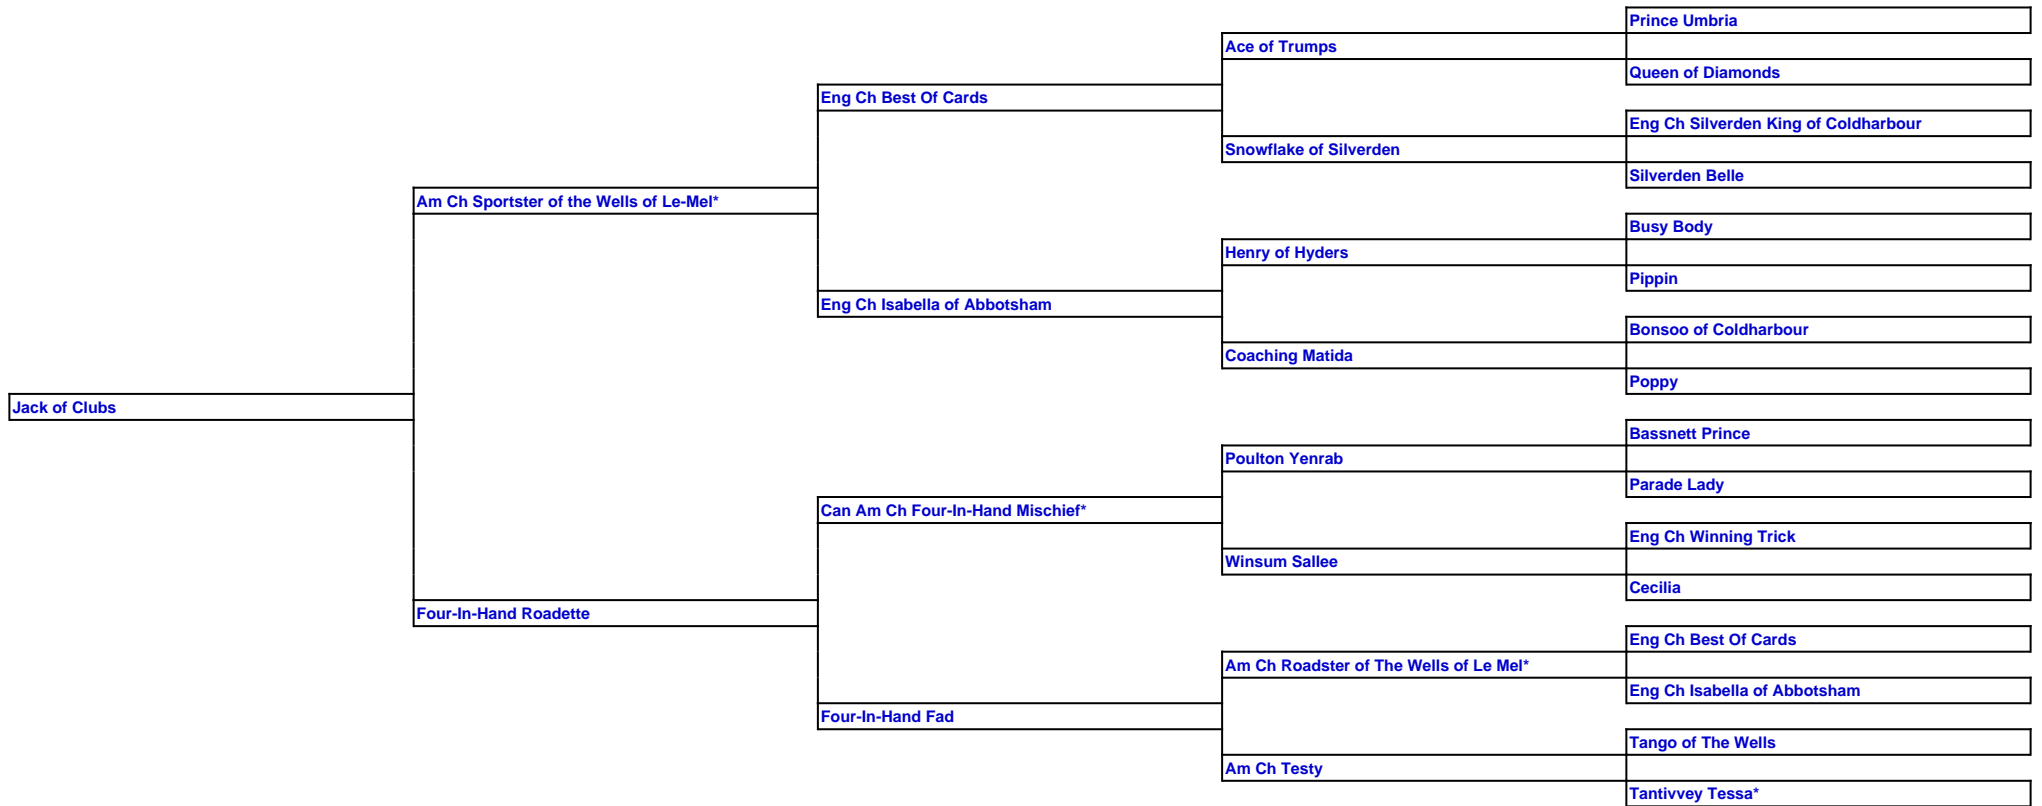 Prince Umbria
Ace of Trumps
Queen of Diamonds
Eng Ch Best Of Cards
Eng Ch Silverden King of Coldharbour
Snowflake of Silverden
Silverden Belle
Am Ch Sportster of the Wells of Le-Mel*
Busy Body
Henry of Hyders
Pippin
Eng Ch Isabella of Abbotsham
Bonsoo of Coldharbour
Coaching Matida
Poppy
Jack of Clubs
Bassnett Prince
Poulton Yenrab
Parade Lady
Can Am Ch Four-In-Hand Mischief*
Eng Ch Winning Trick
Winsum Sallee
Cecilia
Four-In-Hand Roadette
Eng Ch Best Of Cards
Am Ch Roadster of The Wells of Le Mel*
Eng Ch Isabella of Abbotsham
Four-In-Hand Fad
Tango of The Wells
Am Ch Testy
Tantivvey Tessa*